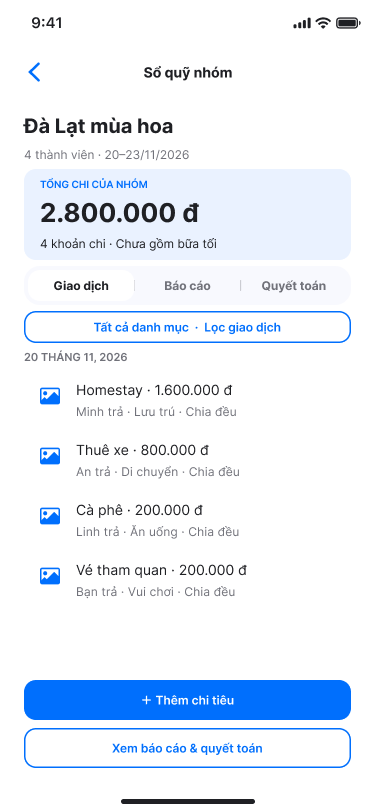 9:41
Sổ quỹ nhóm
Đà Lạt mùa hoa
4 thành viên · 20–23/11/2026
TỔNG CHI CỦA NHÓM
2.800.000 đ
4 khoản chi · Chưa gồm bữa tối
Giao dịch
Báo cáo
Quyết toán
Tất cả danh mục · Lọc giao dịch
20 THÁNG 11, 2026
Homestay · 1.600.000 đ
Minh trả · Lưu trú · Chia đều
Thuê xe · 800.000 đ
An trả · Di chuyển · Chia đều
Cà phê · 200.000 đ
Linh trả · Ăn uống · Chia đều
Vé tham quan · 200.000 đ
Bạn trả · Vui chơi · Chia đều
+ Thêm chi tiêu
Xem báo cáo & quyết toán